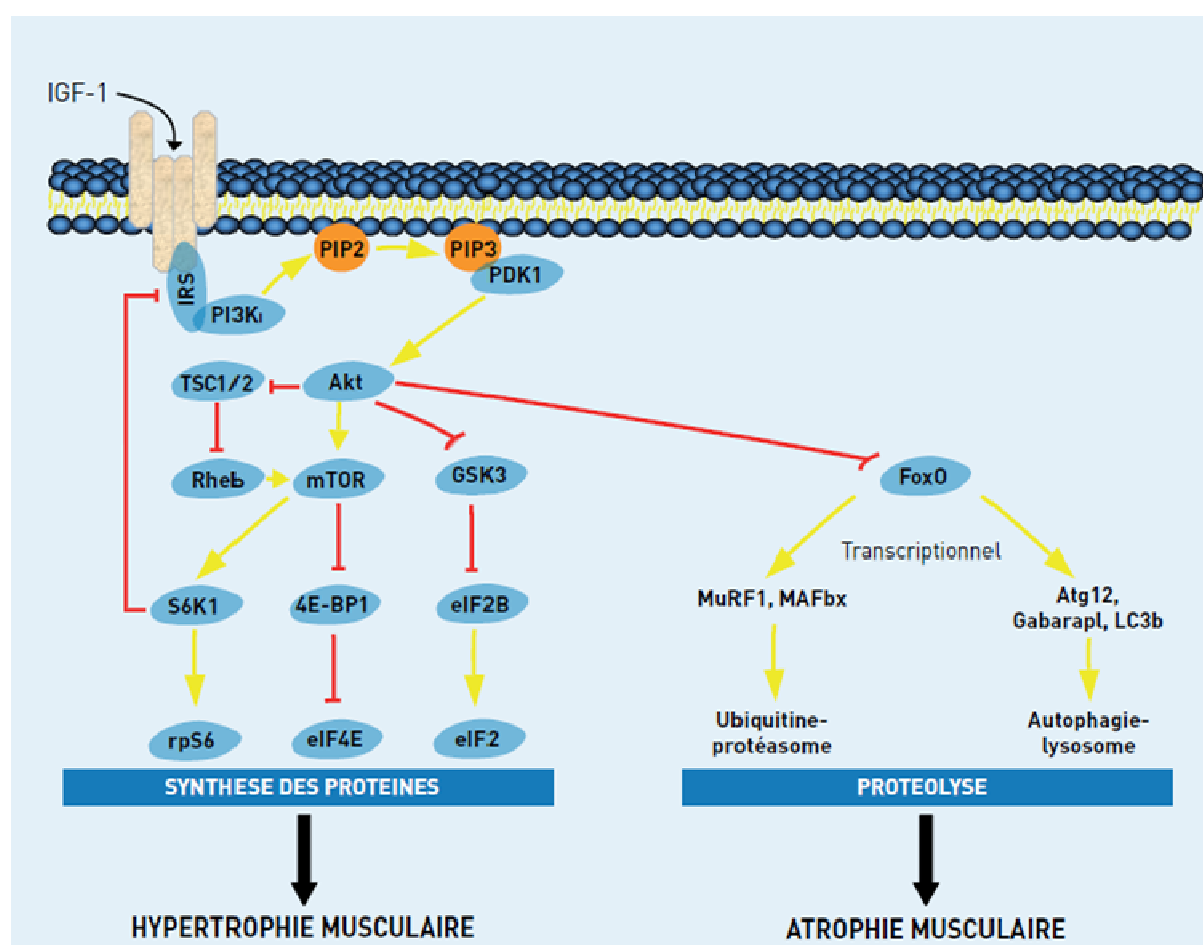 IGF-1
PIP2
PIP3
PDK1
IRS
PI3K
TSC1/2
Akt
Rheb
mTOR
GSK3
FoxO
Transcriptionnel
S6K1
4E-BP1
eIF2B
MuRF1, MAFbx
Atg12,
Gabarapl, LC3b
rpS6
eIF4E
eIF2
Ubiquitine-
protéasome
Autophagie-
lysosome
SYNTHESE DES PROTEINES
PROTEOLYSE
HYPERTROPHIE MUSCULAIRE
ATROPHIE MUSCULAIRE